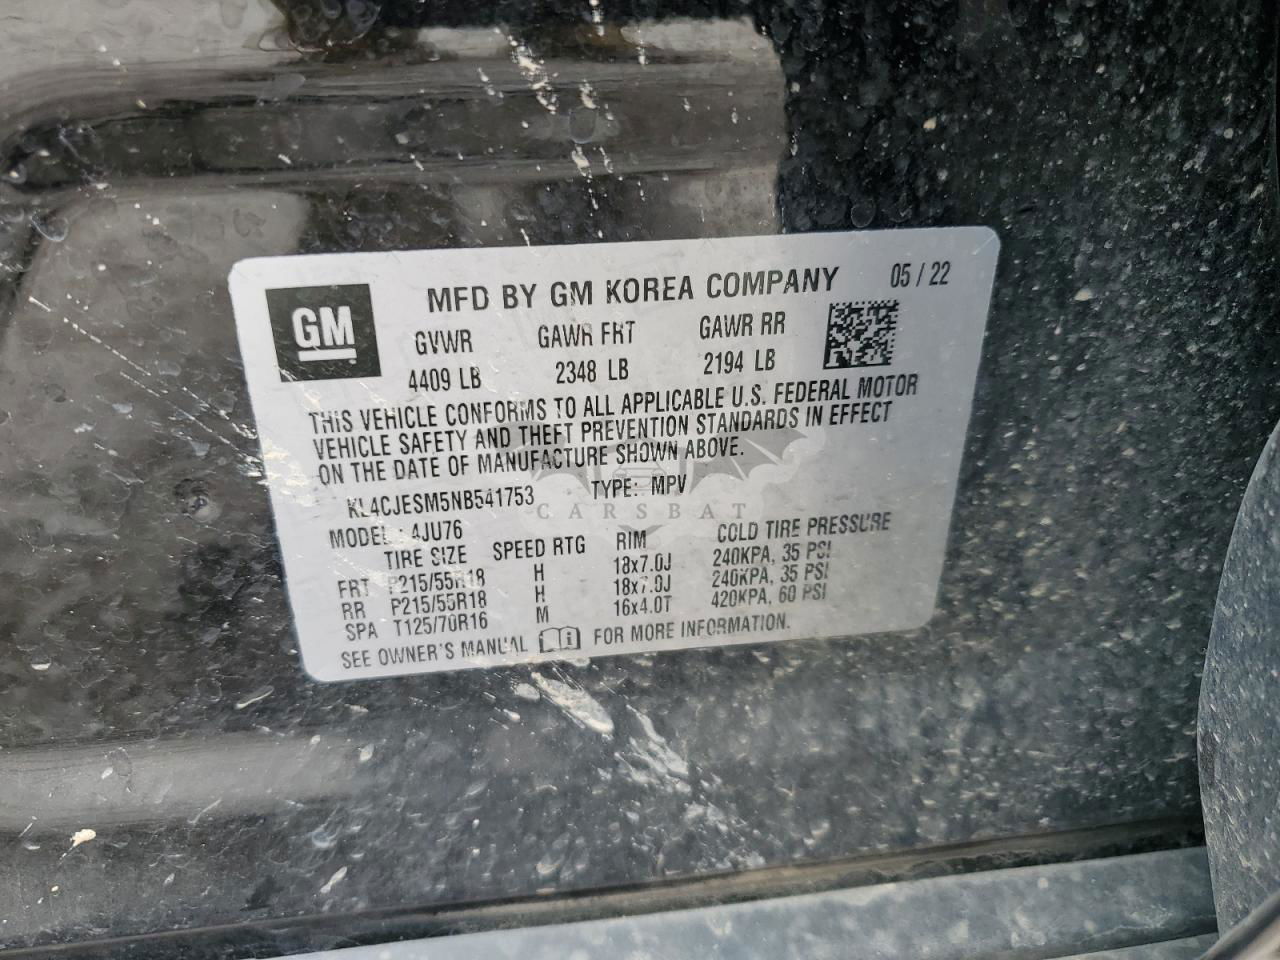 GM
MFD BY GM KOREA COMPANY 05 / 22
GVWR GAWR FRT GAWR RR
4409 LB 2348 LB 2194 LB
THIS VEHICLE CONFORMS TO ALL APPLICABLE U.S. FEDERAL MOTOR
VEHICLE SAFETY AND THEFT PREVENTION STANDARDS IN EFFECT
ON THE DATE OF MANUFACTURE SHOWN ABOVE.
KL4CJESM5NB541753 TYPE: MPV
CARSBAT
MODEL : 4JU76
TIRE SIZE SPEED RTG RIM COLD TIRE PRESSURE
FRT P215/55R18 H 18x7.0J 240KPA, 35 PSI
RR P215/55R18 H 18x7.0J 240KPA, 35 PSI
SPA T125/70R16 M 16x4.0T 420KPA, 60 PSI
SEE OWNER'S MANUAL FOR MORE INFORMATION.